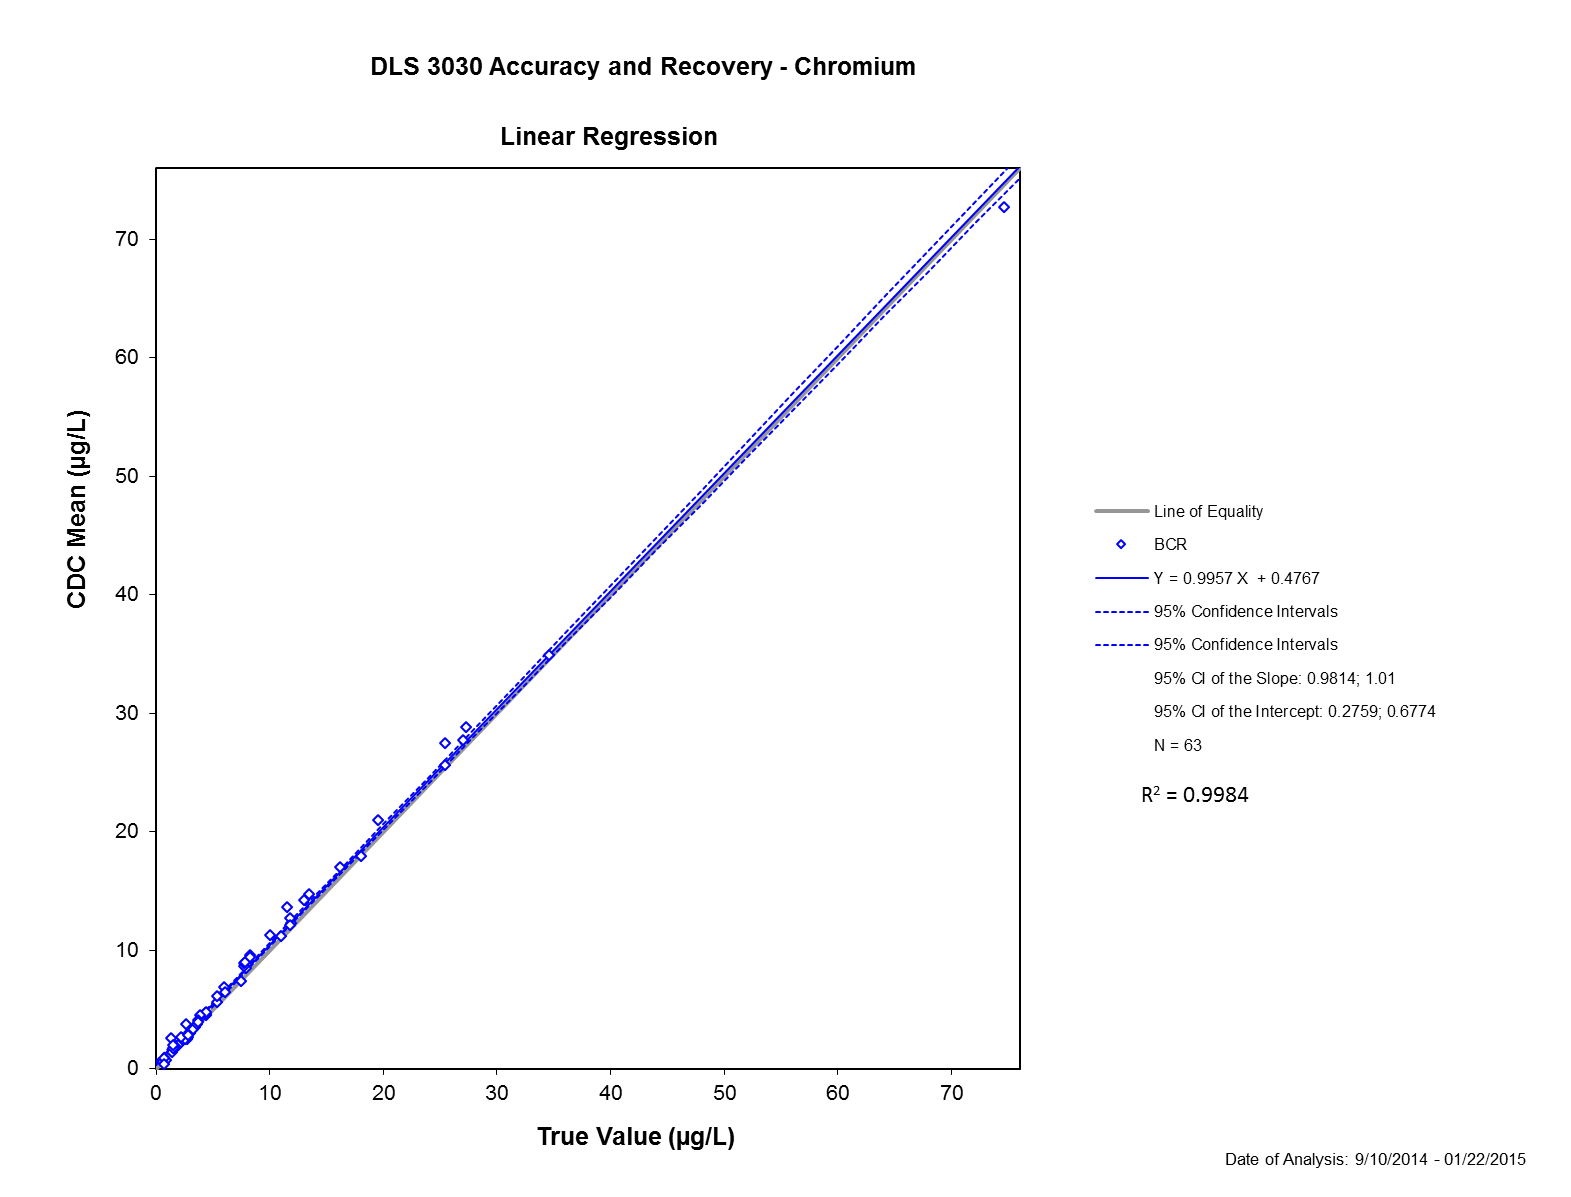 DLS 3030 Accuracy and Recovery - Chromium
Linear Regression
CDC Mean (µg/L)
70
60
50
40
30
20
10
0
0 10 20 30 40 50 60 70
True Value (µg/L)
Line of Equality
BCR
Y = 0.9957 X + 0.4767
95% Confidence Intervals
95% Confidence Intervals
95% CI of the Slope: 0.9814; 1.01
95% CI of the Intercept: 0.2759; 0.6774
N = 63
R² = 0.9984
Date of Analysis: 9/10/2014 - 01/22/2015